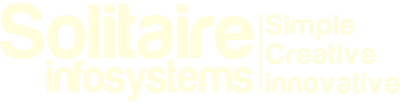 Solitaire
infosystems
Simple
Creative
innovative